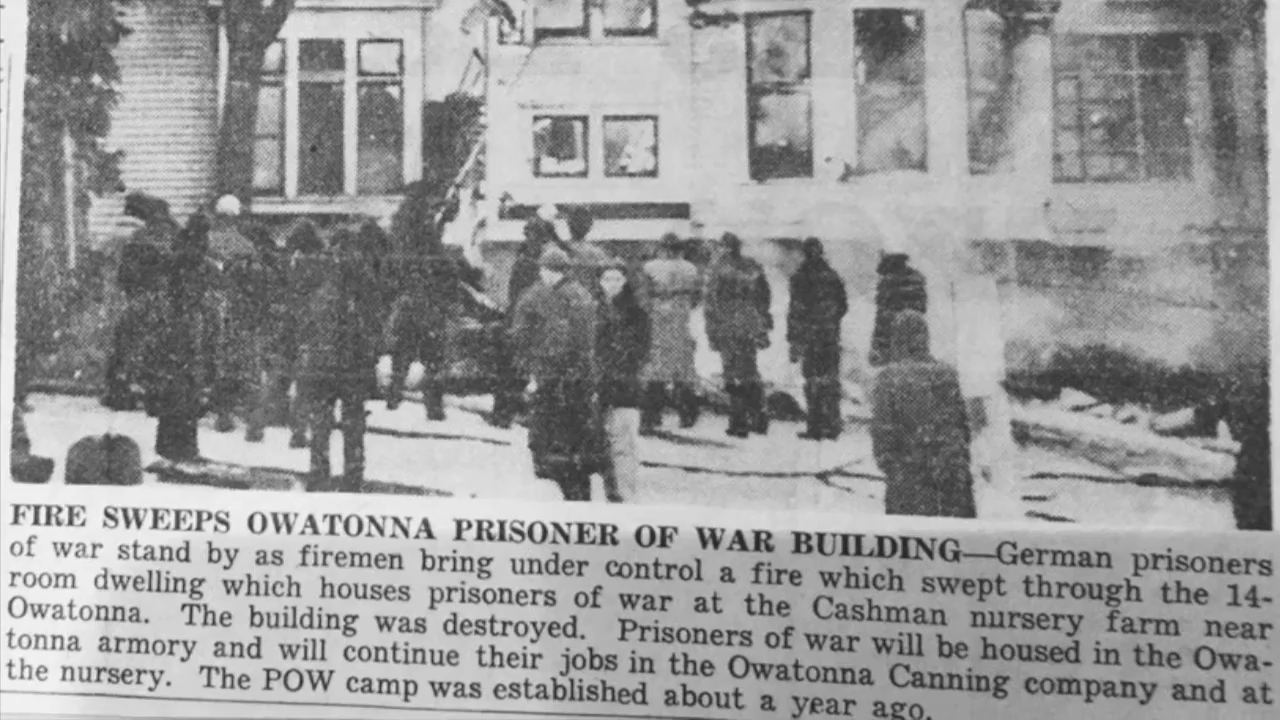 FIRE SWEEPS OWATONNA PRISONER OF WAR BUILDING—German prisoners
of war stand by as firemen bring under control a fire which swept through the 14-
room dwelling which houses prisoners of war at the Cashman nursery farm near
Owatonna. The building was destroyed. Prisoners of war will be housed in the Owa-
tonna armory and will continue their jobs in the Owatonna Canning company and at
the nursery. The POW camp was established about a year ago.